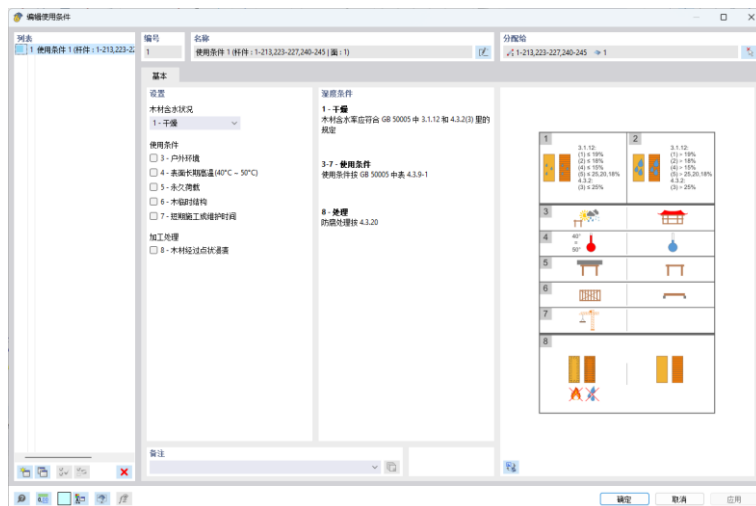 编辑使用条件
列表
1 使用条件 1 (杆件 : 1-213,223-22
编号
1
名称
使用条件 1 (杆件 : 1-213,223-227,240-245 | 面 : 1)
分配给
1-213,223-227,240-245 1
基本
设置
木材含水状况
1 - 干燥
使用条件
3 - 户外环境
4 - 表面长期高温 (40°C – 50°C)
5 - 永久荷载
6 - 木临时结构
7 - 短期施工或维护时间
加工处理
8 - 木材经过点状浸渍
湿度条件
1 - 干燥
木材含水率应符合 GB 50005 中 3.1.12 和 4.3.2(3) 里的
规定
3-7 - 使用条件
使用条件按 GB 50005 中表 4.3.9-1
8 - 处理
防腐处理按 4.3.20
1
3.1.12:
(1) ≤ 19%
(2) ≤ 18%
(4) ≤ 15%
(5) ≤ 25,20,18%
4.3.2:
(3) ≤ 25%
2
3.1.12:
(1) > 19%
(2) > 18%
(4) > 15%
(5) > 25,20,18%
4.3.2:
(3) > 25%
3
4
40°
50°
5
6
7
8
备注
确定
取消
应用